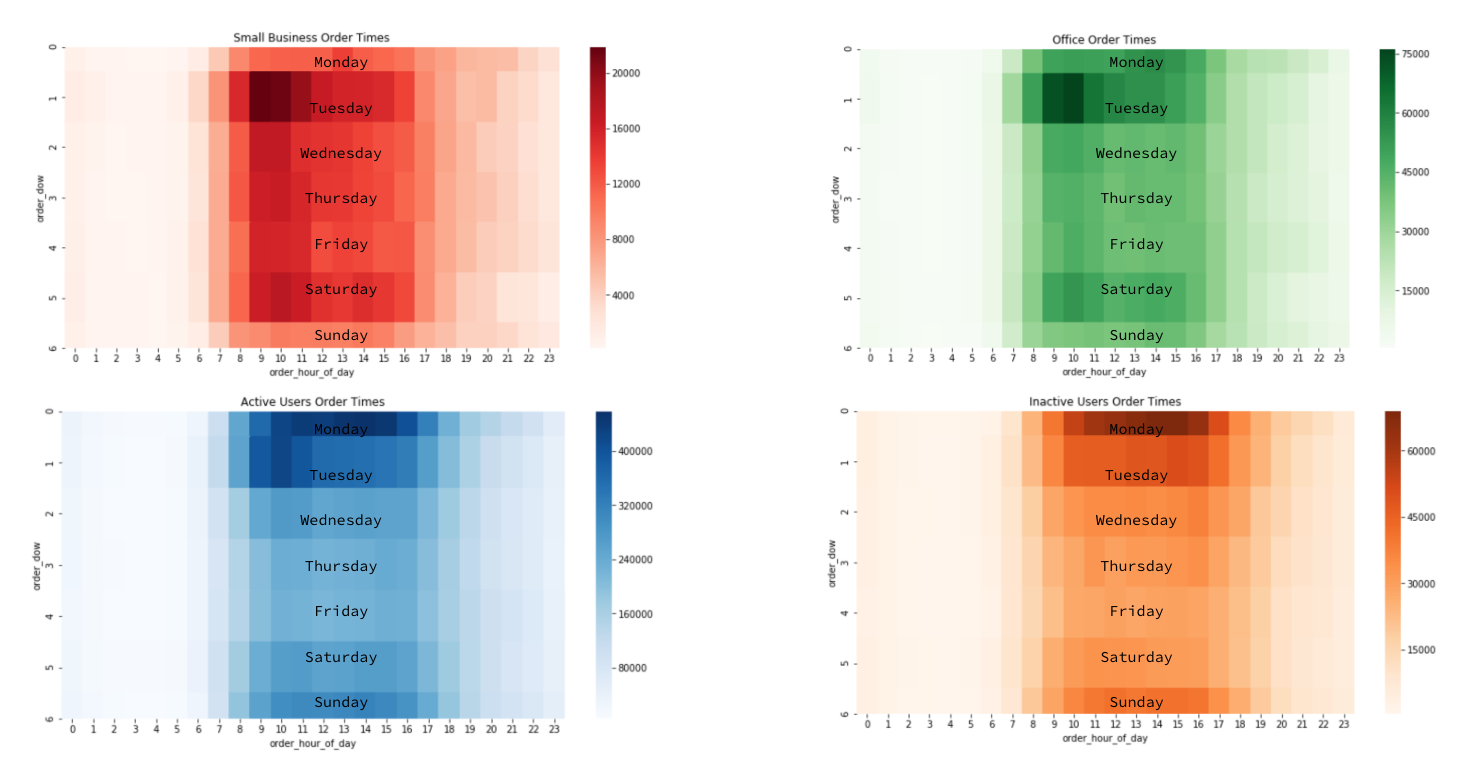 Small Business Order Times
order_dow
0
1
2
3
4
5
6
Monday
Tuesday
Wednesday
Thursday
Friday
Saturday
Sunday
0 1 2 3 4 5 6 7 8 9 10 11 12 13 14 15 16 17 18 19 20 21 22 23
order_hour_of_day
20000
16000
12000
8000
4000
Office Order Times
0
1
2
3
4
5
6
order_dow
Monday
Tuesday
Wednesday
Thursday
Friday
Saturday
Sunday
0 1 2 3 4 5 6 7 8 9 10 11 12 13 14 15 16 17 18 19 20 21 22 23
order_hour_of_day
75000
60000
45000
30000
15000
Active Users Order Times
0
1
2
3
4
5
6
order_dow
Monday
Tuesday
Wednesday
Thursday
Friday
Saturday
Sunday
0 1 2 3 4 5 6 7 8 9 10 11 12 13 14 15 16 17 18 19 20 21 22 23
order_hour_of_day
400000
320000
240000
160000
80000
Inactive Users Order Times
0
1
2
3
4
5
6
order_dow
Monday
Tuesday
Wednesday
Thursday
Friday
Saturday
Sunday
0 1 2 3 4 5 6 7 8 9 10 11 12 13 14 15 16 17 18 19 20 21 22 23
order_hour_of_day
60000
45000
30000
15000